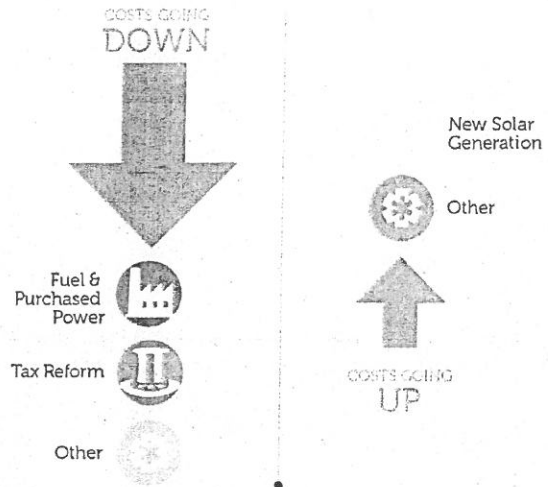 COSTS GOING
DOWN
Fuel &
Purchased
Power
Tax Reform
Other
New Solar
Generation
Other
COSTS GOING
UP